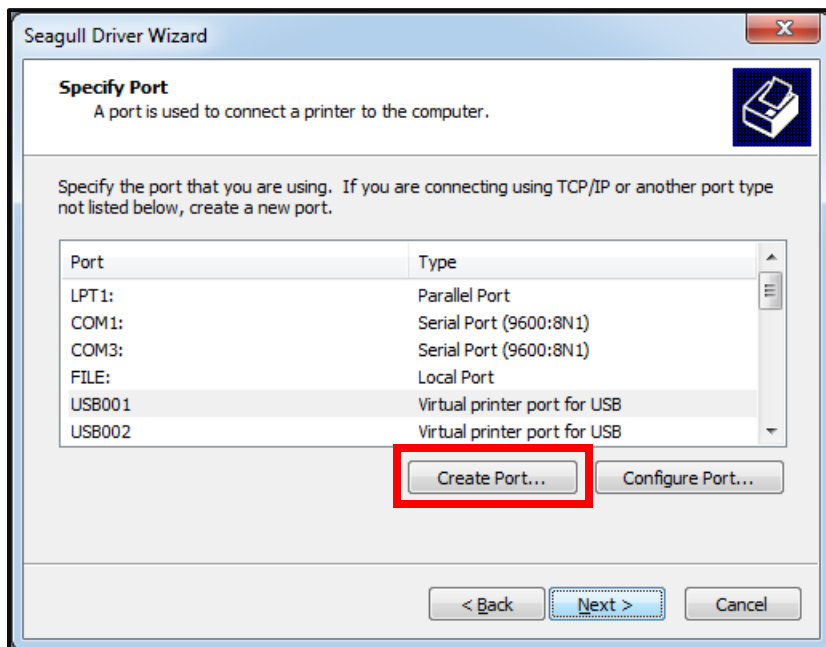 Seagull Driver Wizard
Specify Port
A port is used to connect a printer to the computer.
Specify the port that you are using.  If you are connecting using TCP/IP or another port type
not listed below, create a new port.
Port Type
LPT1: Parallel Port
COM1: Serial Port (9600:8N1)
COM3: Serial Port (9600:8N1)
FILE: Local Port
USB001 Virtual printer port for USB
USB002 Virtual printer port for USB
Create Port... Configure Port...
< Back Next > Cancel